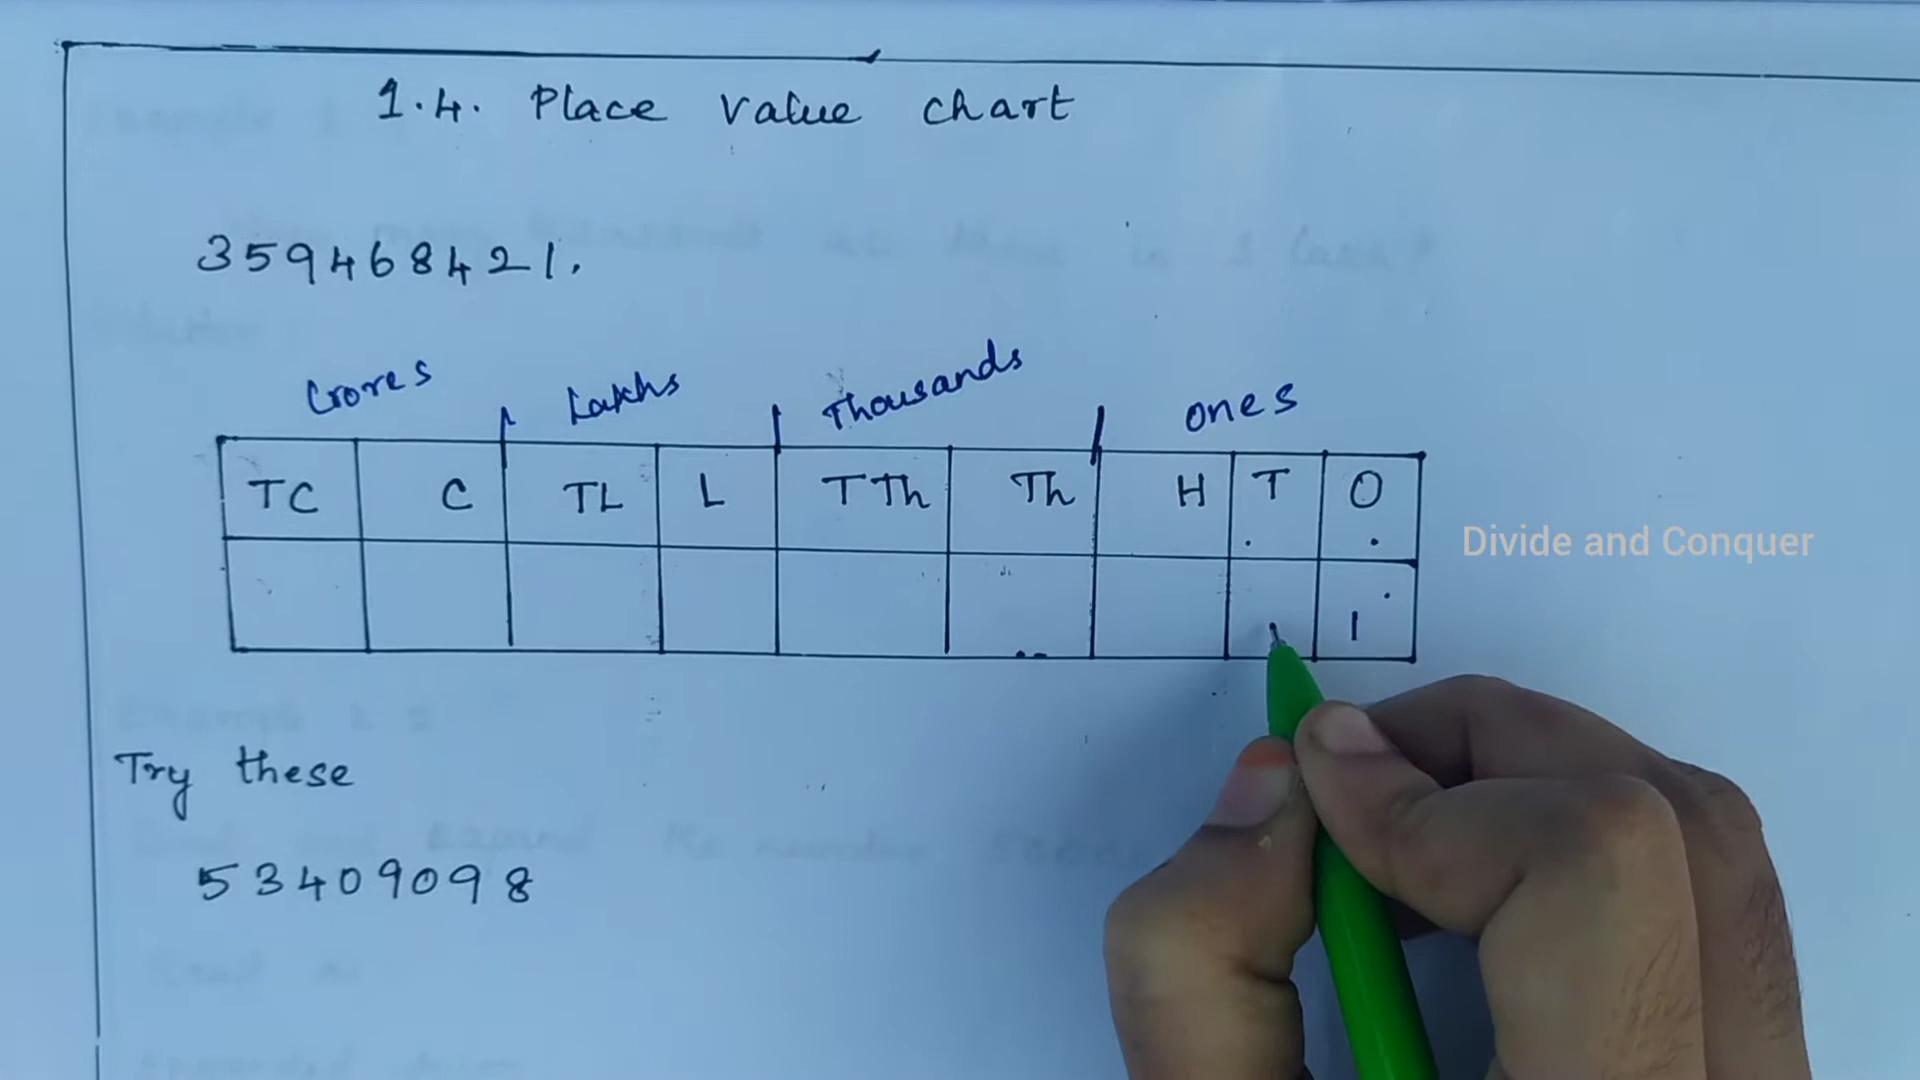 1.4. Place Value chart
359468421.
Crores Lakhs Thousands ones
TC C TL L T Th Th H T O
1
Divide and Conquer
Try these
53409098